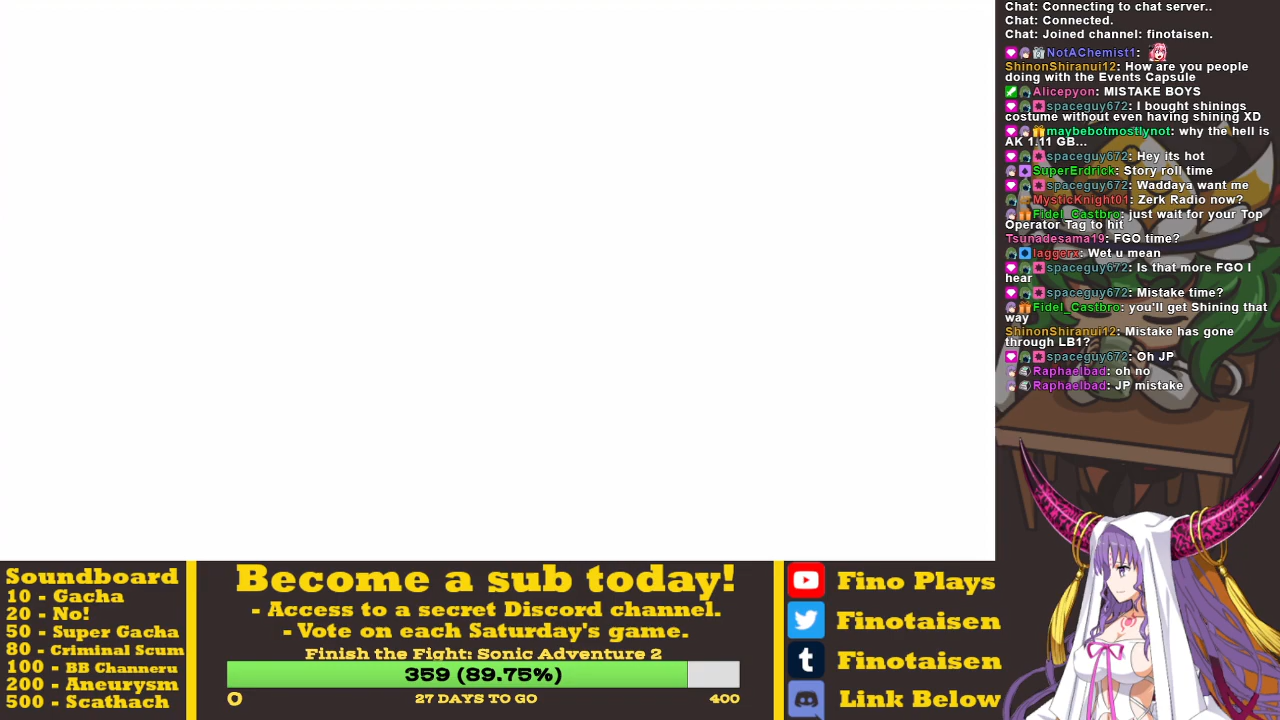 Chat: Connecting to chat server..
Chat: Connected.
Chat: Joined channel: finotaisen.
NotAChemist1:
ShinonShiranui12: How are you people
doing with the Events Capsule
Alicepyon: MISTAKE BOYS
spaceguy672: I bought shinings
costume without even having shining XD
maybebotmostlynot: why the hell is
AK 1.11 GB...
spaceguy672: Hey its hot
SuperErdrick: Story roll time
spaceguy672: Waddaya want me
MysticKnight01: Zerk Radio now?
Fidel_Castbro: just wait for your Top
Operator Tag to hit
Tsunadesama19: FGO time?
laggerx: Wet u mean
spaceguy672: Is that more FGO I
hear
spaceguy672: Mistake time?
Fidel_Castbro: you'll get Shining that
way
ShinonShiranui12: Mistake has gone
through LB1?
spaceguy672: Oh JP
Raphaelbad: oh no
Raphaelbad: JP mistake
Soundboard
10 - Gacha
20 - No!
50 - Super Gacha
80 - Criminal Scum
100 - BB Channeru
200 - Aneurysm
500 - Scathach
Become a sub today!
- Access to a secret Discord channel.
- Vote on each Saturday's game.
Finish the Fight: Sonic Adventure 2
359 (89.75%)
0 27 DAYS TO GO 400
Fino Plays
Finotaisen
Finotaisen
Link Below